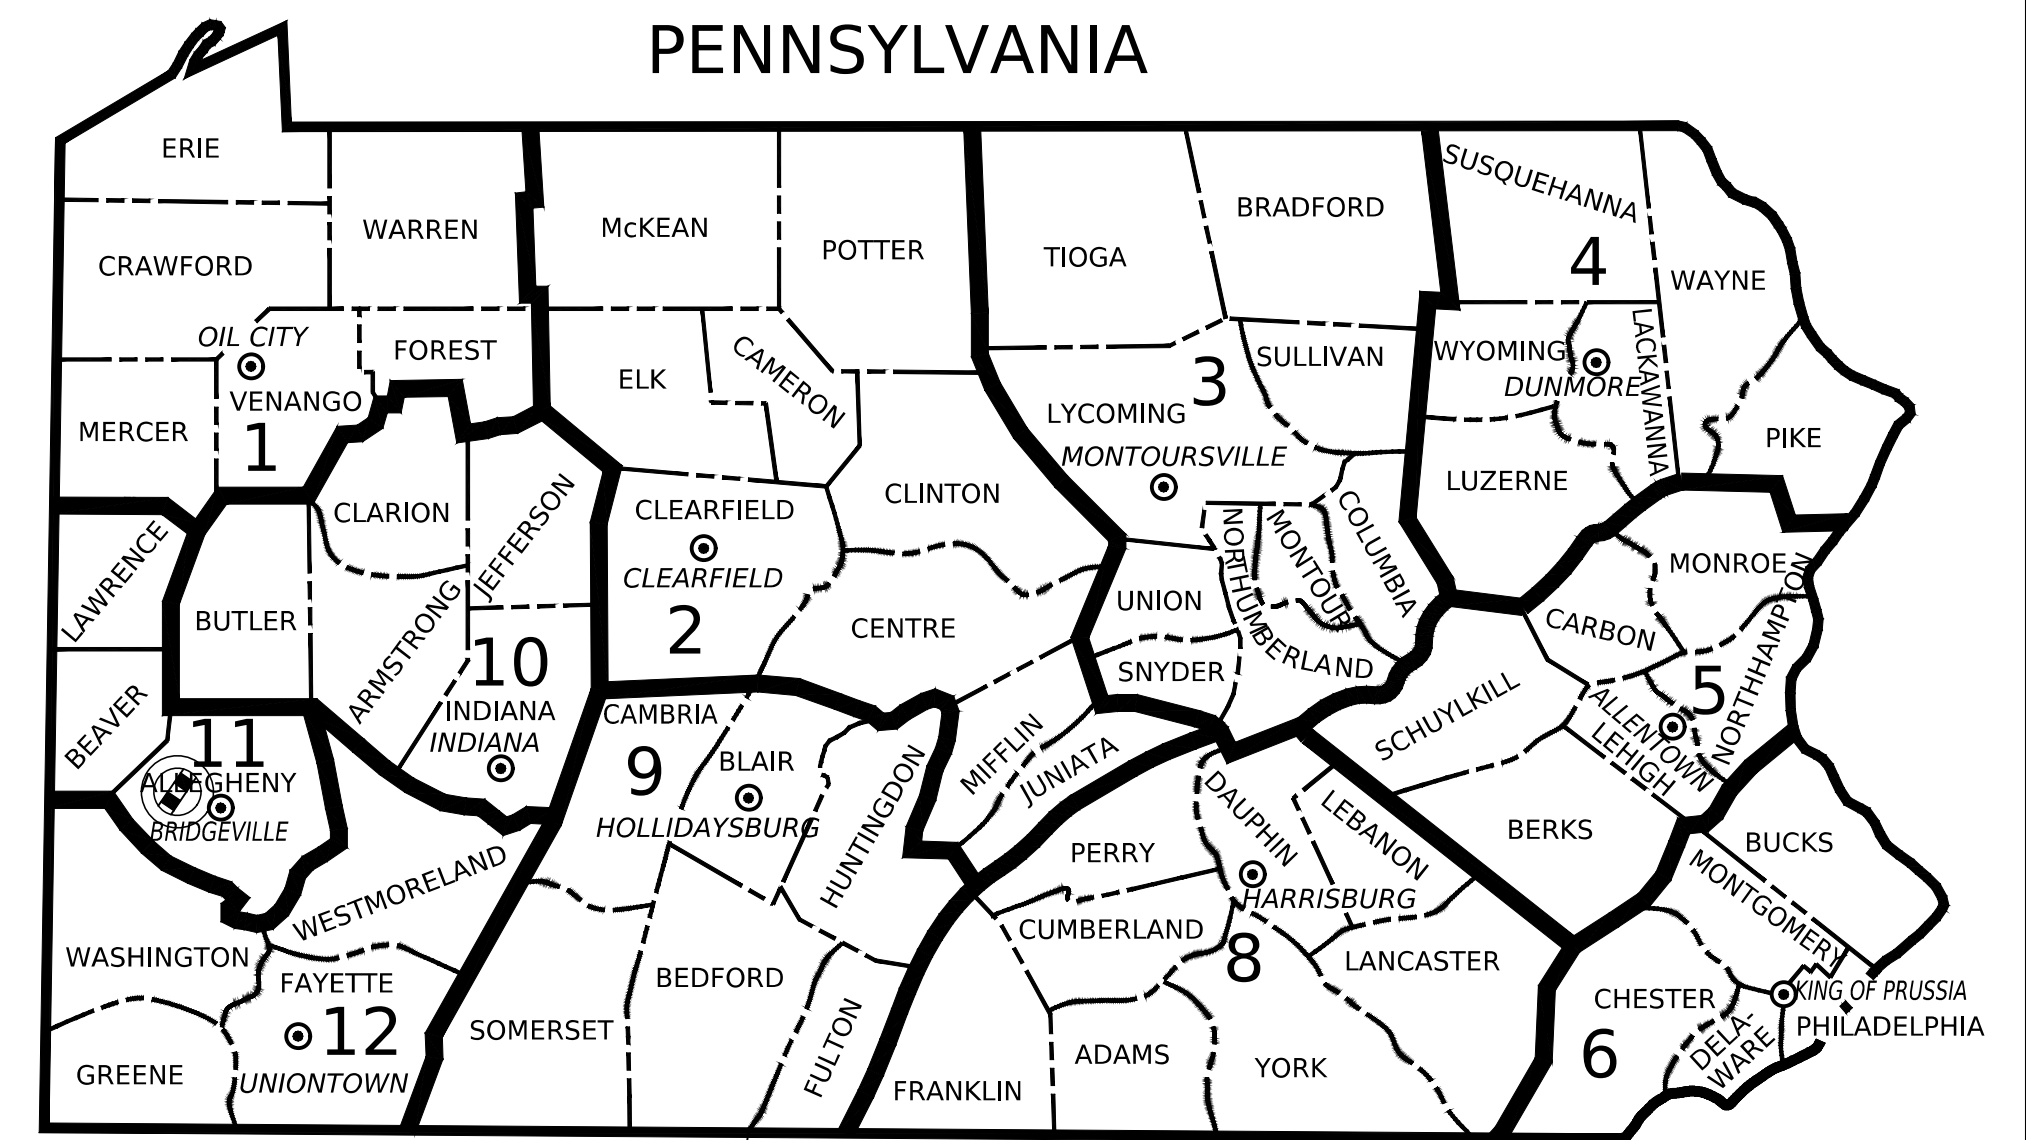 PENNSYLVANIA
ERIE
WARREN
McKEAN
POTTER
TIOGA
BRADFORD
SUSQUEHANNA
4
WAYNE
CRAWFORD
OIL CITY
FOREST
VENANGO
1
MERCER
ELK
CAMERON
LYCOMING
3
SULLIVAN
MONTOURSVILLE
WYOMING
DUNMORE
LACKAWANNA
LUZERNE
PIKE
LAWRENCE
BUTLER
CLARION
JEFFERSON
ARMSTRONG
10
INDIANA
INDIANA
CLEARFIELD
CLEARFIELD
2
CLINTON
CENTRE
UNION
SNYDER
NORTHUMBERLAND
MONTOUR
COLUMBIA
MONROE
CARBON
5
NORTHHAMPTON
ALLENTOWN
LEHIGH
SCHUYLKILL
BERKS
BEAVER
11
ALLEGHENY
BRIDGEVILLE
WESTMORELAND
WASHINGTON
FAYETTE
12
UNIONTOWN
GREENE
CAMBRIA
9
BLAIR
HOLLIDAYSBURG
HUNTINGDON
SOMERSET
BEDFORD
FULTON
MIFFLIN
JUNIATA
PERRY
DAUPHIN
LEBANON
HARRISBURG
CUMBERLAND
8
LANCASTER
ADAMS
YORK
FRANKLIN
BUCKS
MONTGOMERY
CHESTER
KING OF PRUSSIA
PHILADELPHIA
6
DELA-
WARE